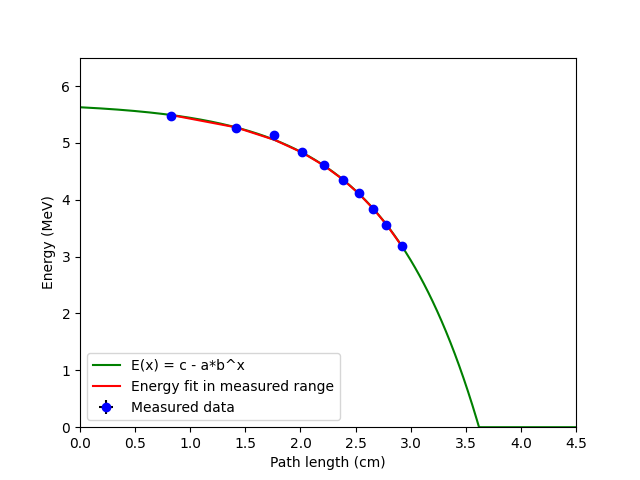 6
5
4
3
2
1
0
Energy (MeV)
E(x) = c - a*b^x
Energy fit in measured range
Measured data
0.0 0.5 1.0 1.5 2.0 2.5 3.0 3.5 4.0 4.5
Path length (cm)